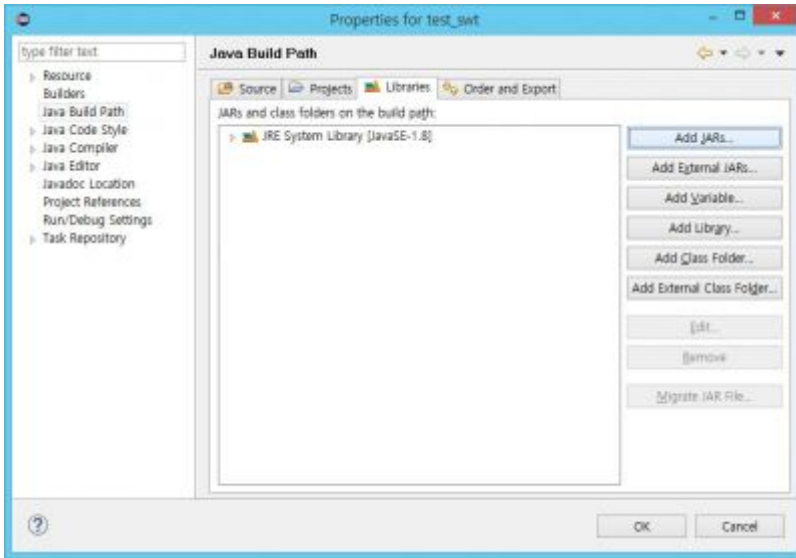 Properties for test_swt
type filter text
Resource
Builders
Java Build Path
Java Code Style
Java Compiler
Java Editor
Javadoc Location
Project References
Run/Debug Settings
Task Repository
Java Build Path
Source
Projects
Libraries
Order and Export
JARs and class folders on the build path:
JRE System Library [JavaSE-1.8]
Add JARs...
Add External JARs...
Add Variable...
Add Library...
Add Class Folder...
Add External Class Folder...
Edit...
Remove
Migrate JAR File...
OK
Cancel